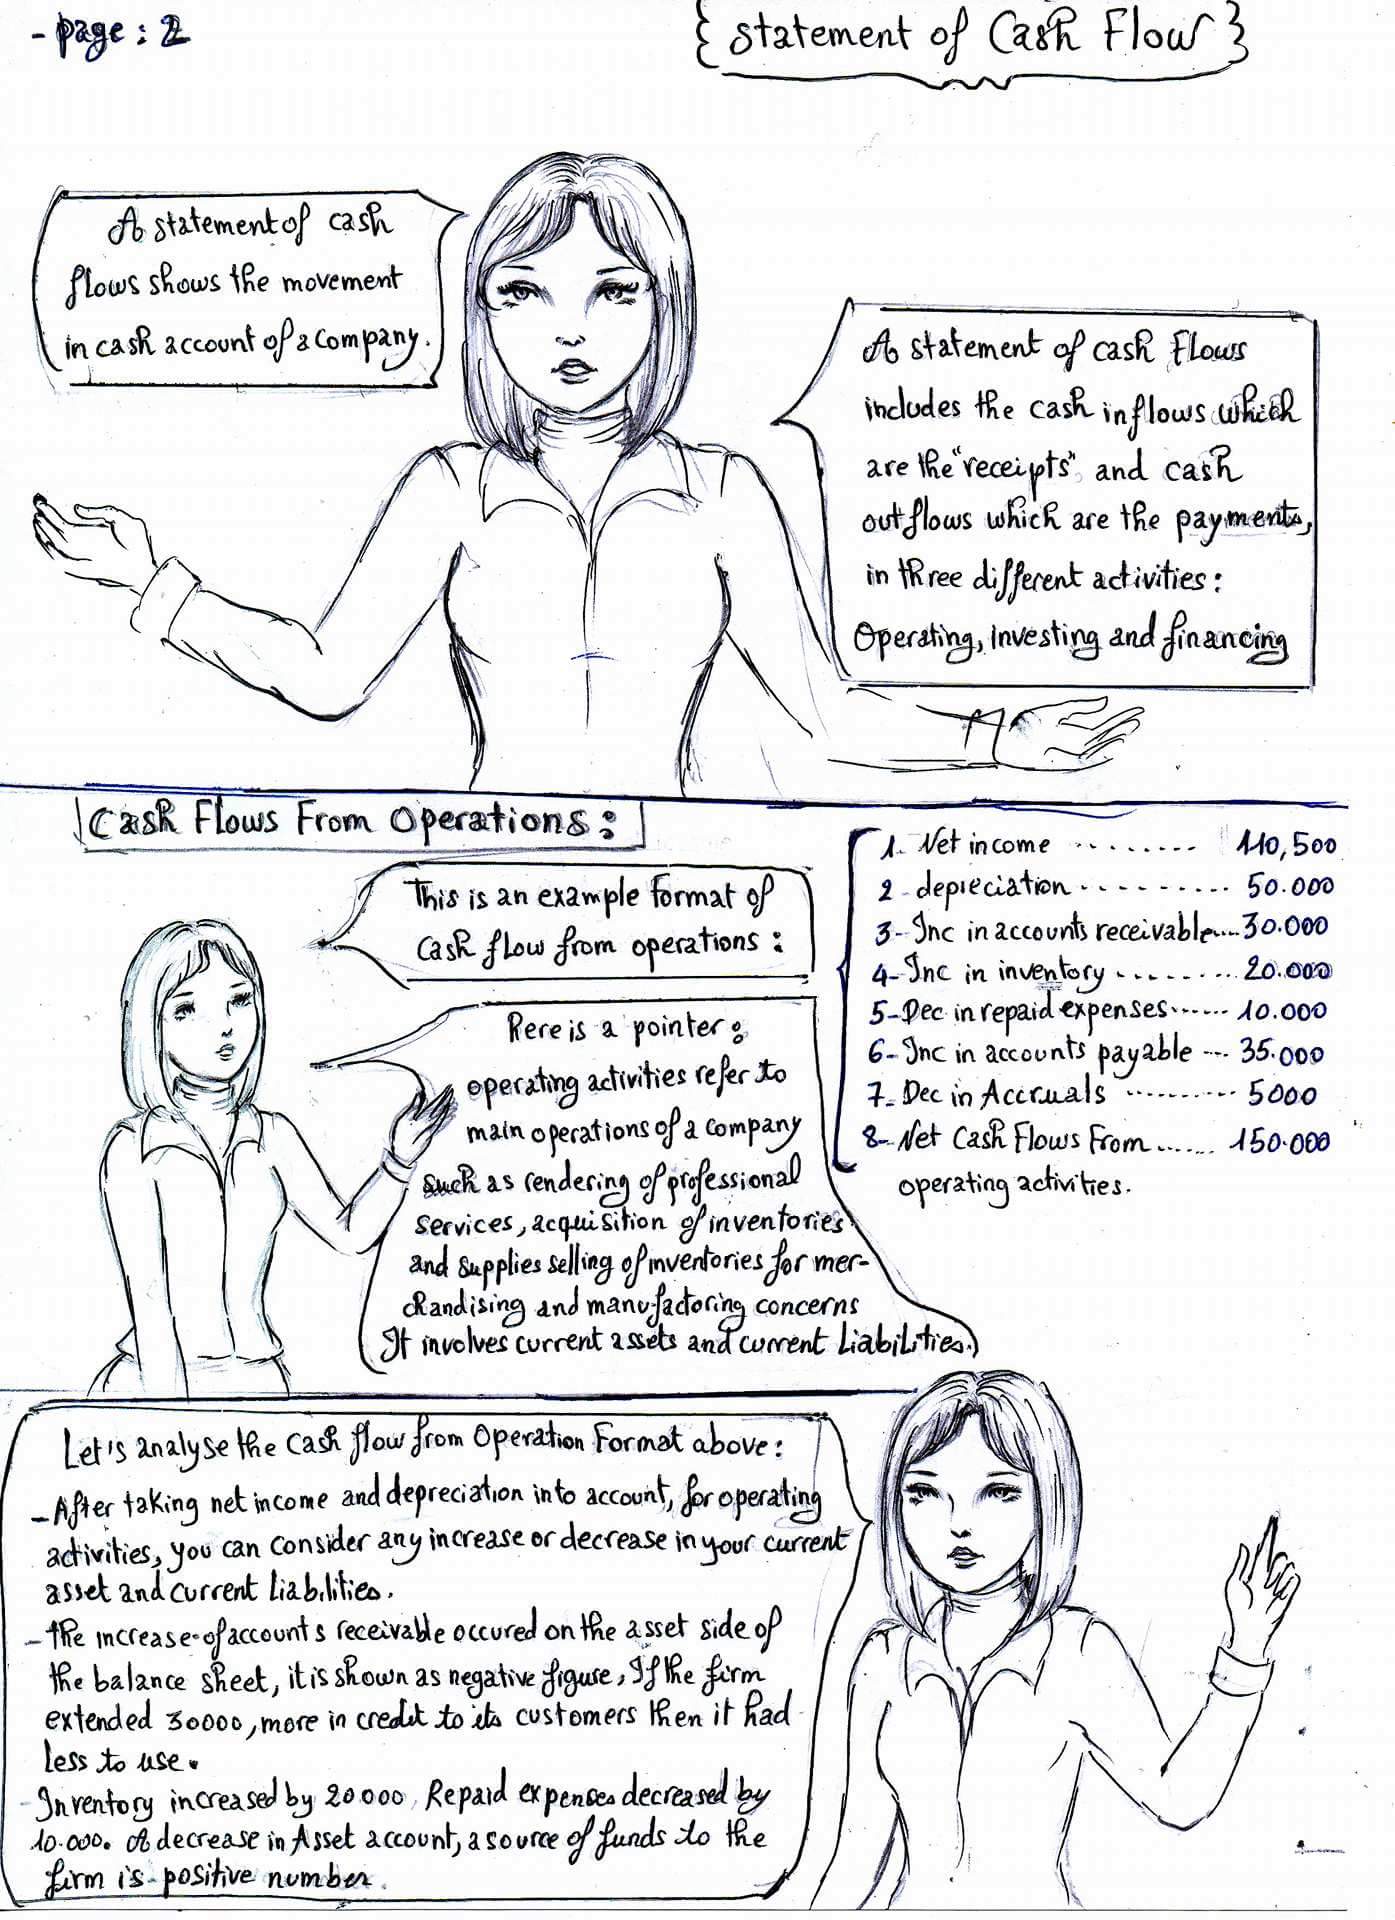 - page: 2
{ Statement of Cash Flow }
A statement of cash
flows shows the movement
in cash account of a company.
A statement of cash Flows
includes the cash inflows which
are the "receipts" and cash
outflows which are the payments,
in three different activities:
Operating, investing and financing
Cash Flows From Operations:
This is an example Format of
Cash flow from operations:
Here is a pointer:
operating activities refer to
main operations of a company
such as rendering of professional
services, acquisition of inventories
and supplies selling of inventories for mer-
chandising and manufactoring concerns
It involves current assets and current Liabilities.
1- Net income ........ 110,500
2- depreciation .......... 50.000
3- Inc in accounts receivable.... 30.000
4- Inc in inventory ......... 20.000
5- Dec in repaid expenses ...... 10.000
6- Inc in accounts payable --- 35.000
7- Dec in Accruals .......... 5000
8- Net Cash Flows From ...... 150.000
operating activities.
Let's analyse the Cash flow from Operation Format above:
- After taking net income and depreciation into account, for operating
activities, you can consider any increase or decrease in your current
asset and current Liabilities.
- the increase of accounts receivable occured on the asset side of
the balance sheet, it is shown as negative figure, If the firm
extended 30000, more in credit to its customers then it had
less to use.
- Inventory increased by 20000, Repaid expenses decreased by
10.000. A decrease in Asset account, a source of funds to the
firm is positive number.